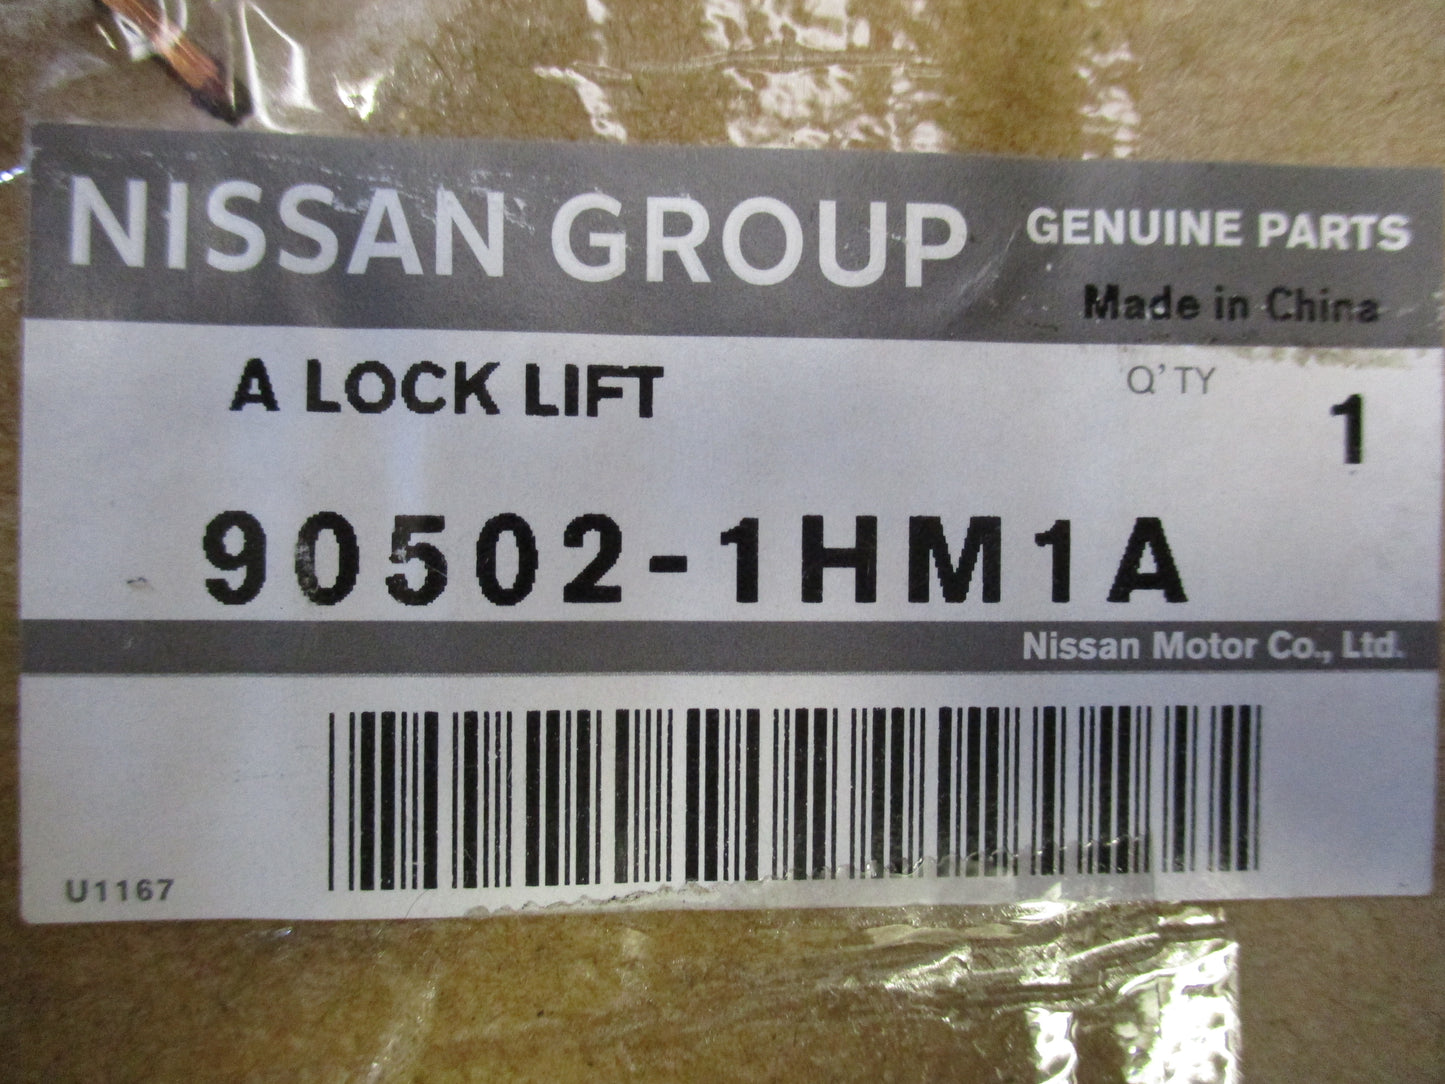 NISSAN GROUP GENUINE PARTS
Made in China
A LOCK LIFT
Q'TY
1
90502-1HM1A
Nissan Motor Co., Ltd.
U1167